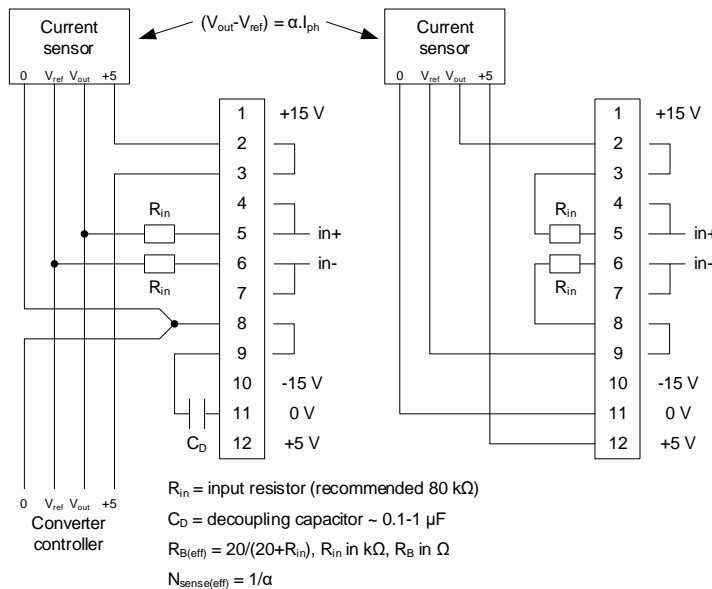 (Vout-Vref) = α.Iph
Current
sensor
0 Vref Vout +5
1 +15 V
2
3
4
Rin
5 in+
6 in-
Rin
7
8
9
10 -15 V
11 0 V
CD
12 +5 V
0 Vref Vout +5
Converter
controller
Current
sensor
0 Vref Vout +5
1 +15 V
2
3
4
Rin
5 in+
6 in-
Rin
7
8
9
10 -15 V
11 0 V
12 +5 V
Rin = input resistor (recommended 80 kΩ)
CD = decoupling capacitor ~ 0.1-1 µF
RB(eff) = 20/(20+Rin), Rin in kΩ, RB in Ω
Nsense(eff) = 1/α